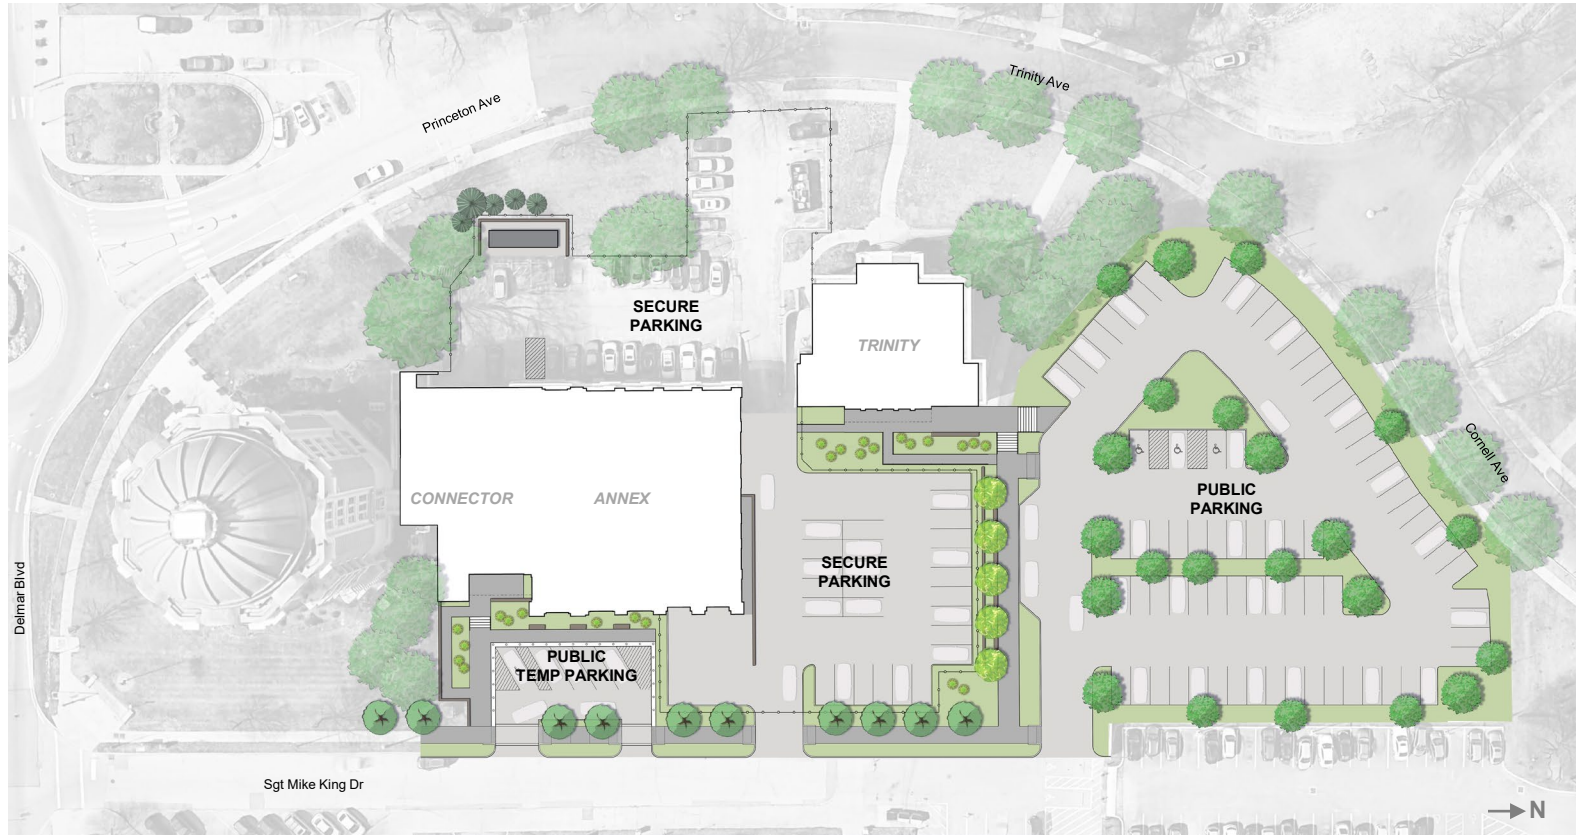 Princeton Ave
Trinity Ave
SECURE
PARKING
TRINITY
Cornell Ave
CONNECTOR
ANNEX
PUBLIC
PARKING
SECURE
PARKING
Delmar Blvd
PUBLIC
TEMP PARKING
Sgt Mike King Dr
N